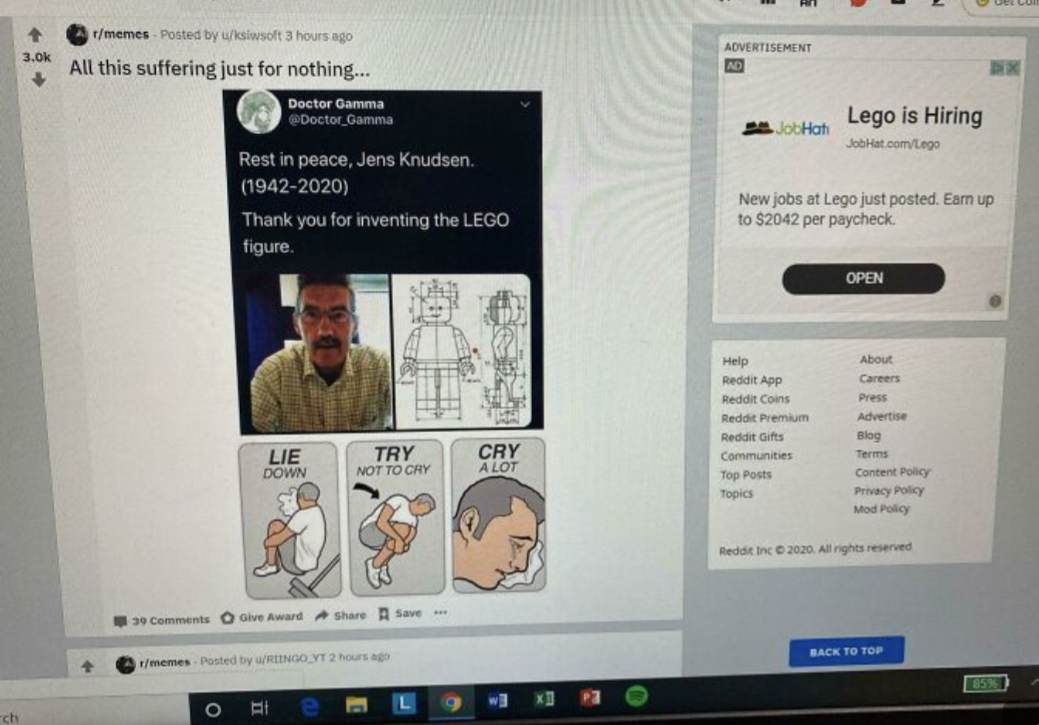 r/memes · Posted by u/ksiwsoft 3 hours ago
3.0k
All this suffering just for nothing...
Doctor Gamma
@Doctor_Gamma
Rest in peace, Jens Knudsen.
(1942-2020)
Thank you for inventing the LEGO
figure.
LIE
DOWN
TRY
NOT TO CRY
CRY
A LOT
39 Comments Give Award Share Save ...
r/memes · Posted by u/RIINGO_YT 2 hours ago
ADVERTISEMENT
AD
JobHat
Lego is Hiring
JobHat.com/Lego
New jobs at Lego just posted. Earn up
to $2042 per paycheck.
OPEN
Help
Reddit App
Reddit Coins
Reddit Premium
Reddit Gifts
Communities
Top Posts
Topics
About
Careers
Press
Advertise
Blog
Terms
Content Policy
Privacy Policy
Mod Policy
Reddit Inc © 2020. All rights reserved
BACK TO TOP
85%